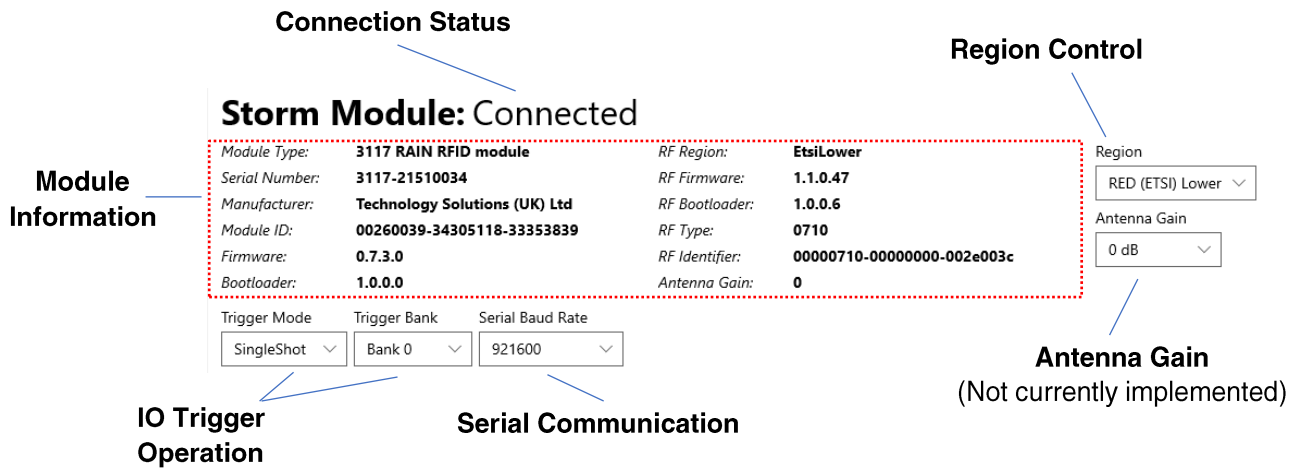 Connection Status
Region Control
Storm Module: Connected
Module Information
Module Type: 3117 RAIN RFID module RF Region: EtsiLower
Serial Number: 3117-21510034 RF Firmware: 1.1.0.47
Manufacturer: Technology Solutions (UK) Ltd RF Bootloader: 1.0.0.6
Module ID: 00260039-34305118-33353839 RF Type: 0710
Firmware: 0.7.3.0 RF Identifier: 00000710-00000000-002e003c
Bootloader: 1.0.0.0 Antenna Gain: 0
Region
RED (ETSI) Lower
Antenna Gain
0 dB
Trigger Mode Trigger Bank Serial Baud Rate
SingleShot Bank 0 921600
Antenna Gain
(Not currently implemented)
IO Trigger
Operation
Serial Communication